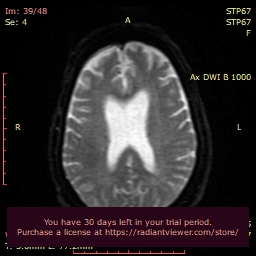 Im: 39/48
Se: 4
A
STP67
STP67
F
Ax DWI B 1000
R
L
You have 30 days left in your trial period.
Purchase a license at https://radiantviewer.com/store/